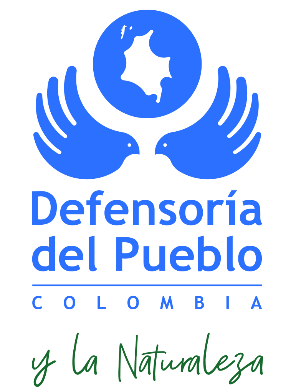 Defensoría
del Pueblo
COLOMBIA
y la Naturaleza